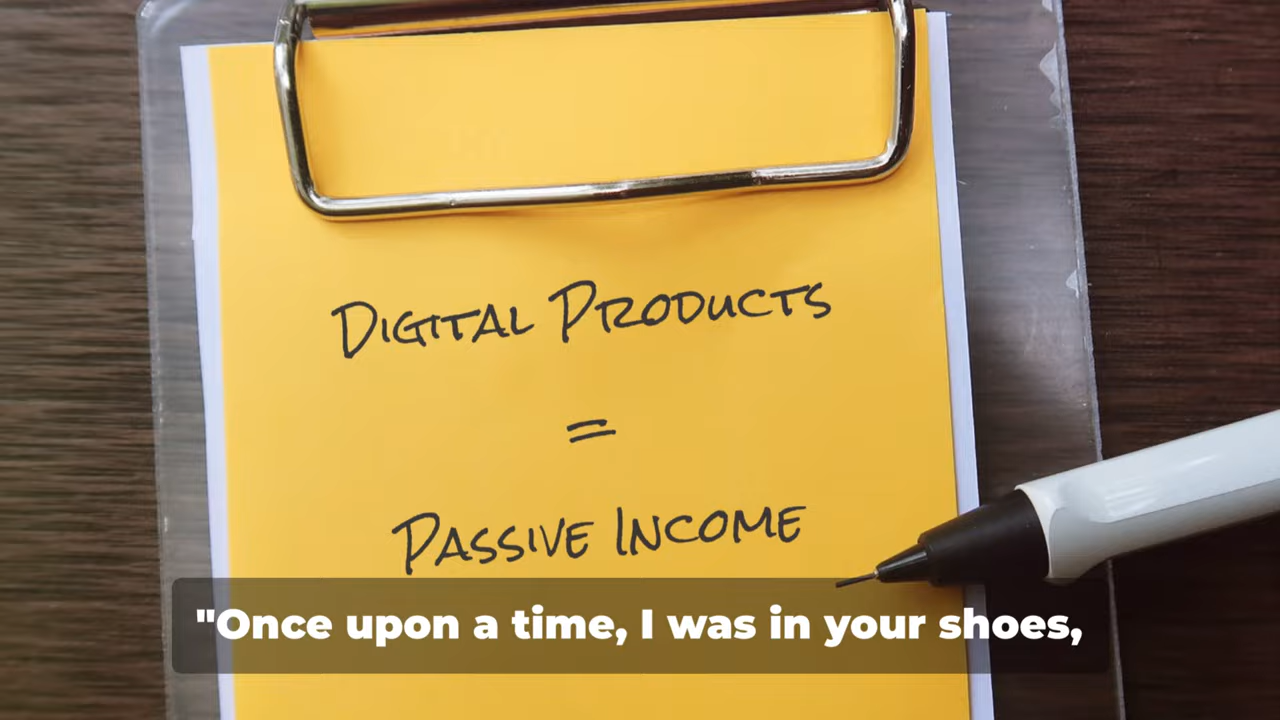 DIGITAL PRODUCTS
=
PASSIVE INCOME
"Once upon a time, I was in your shoes,